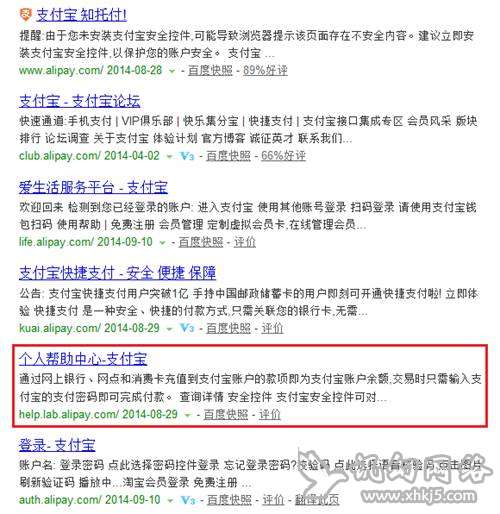 支付宝 知托付!
提醒:由于您未安装支付宝安全控件,可能导致浏览器提示该页面存在不安全内容。建议立即安
装支付宝安全控件,以保护您的账户安全。 支付宝 ...
www.alipay.com/ 2014-08-28 - 百度快照 - 89%好评
支付宝 - 支付宝论坛
快速通道:手机支付 | VIP俱乐部 | 快乐集分宝 | 快捷支付 | 支付宝接口集成专区 会员风采 版块
排行 论坛调查 关于支付宝 体验计划 官方博客 诚征英才 联系我们...
club.alipay.com/ 2014-04-02 V3 - 百度快照 - 66%好评
爱生活服务平台 - 支付宝
欢迎回来 检测到您已经登录的账户: 进入支付宝 使用其他账号登录 扫码登录 请使用支付宝钱
包扫码 使用帮助 | 免费注册 会员管理 定制虚拟会员卡,在线管理会员...
life.alipay.com/ 2014-09-10 - 百度快照 - 评价
支付宝快捷支付 - 安全 便捷 保障
公告: 支付宝快捷支付用户突破1亿 手持中国邮政储蓄卡的用户即刻可开通快捷支付啦! 立即体
验 快捷支付 是一种安全、快捷的付款方式,只需关联您的银行卡,无需...
kuai.alipay.com/ 2014-08-29 V3 - 百度快照 - 评价
个人帮助中心-支付宝
通过网上银行、网点和消费卡充值到支付宝账户的款项即为支付宝账户余额,交易时只需输入支
付宝的支付密码即可完成付款。 查询详情 安全控件 支付宝安全控件可对...
help.lab.alipay.com/ 2014-08-29 - 百度快照 - 评价
登录 - 支付宝
账户名: 登录密码 点此选择密码控件登录 忘记登录密码?校验码 点此选择语音校验码 点击图片
刷新验证码 播放中...淘宝会员登录 免费注册 ...
auth.alipay.com/ 2014-09-10 V3 - 百度快照 - 评价 - 翻译此页
www.xhkj5.com